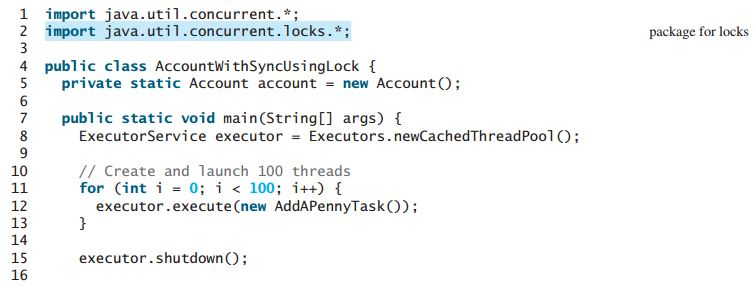 1 import java.util.concurrent.*;
2 import java.util.concurrent.locks.*; package for locks
3
4 public class AccountWithSyncUsingLock {
5 private static Account account = new Account();
6
7 public static void main(String[] args) {
8 ExecutorService executor = Executors.newCachedThreadPool();
9
10 // Create and launch 100 threads
11 for (int i = 0; i < 100; i++) {
12 executor.execute(new AddAPennyTask());
13 }
14
15 executor.shutdown();
16